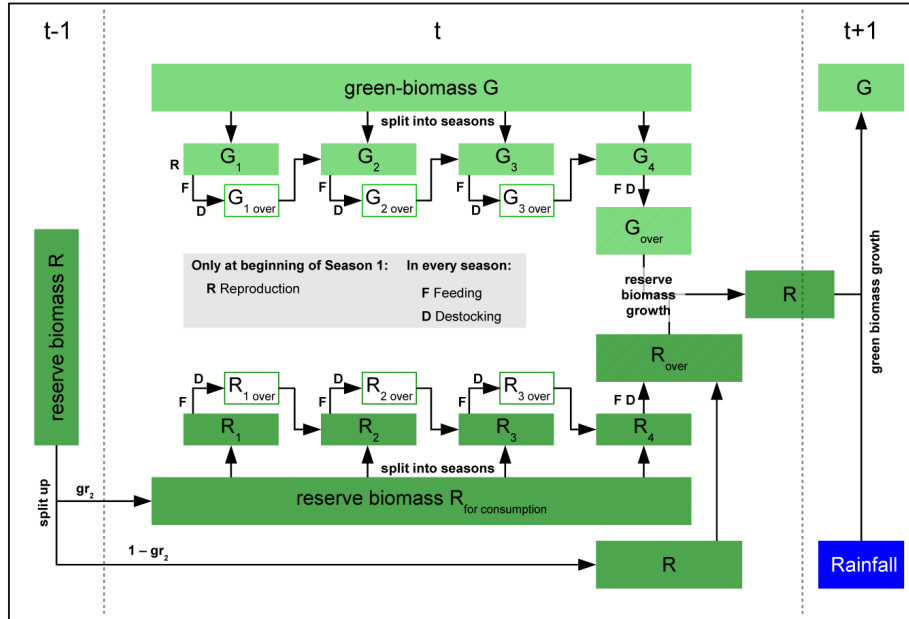 t-1
t
t+1
green-biomass G
G
split into seasons
G1
G2
G3
G4
R
F
D
G1 over
F
D
G2 over
F
D
G3 over
F D
Gover
Only at beginning of Season 1:
R Reproduction
In every season:
F Feeding
D Destocking
reserve biomass R
reserve
biomass
growth
R
green biomass growth
Rover
D
R1 over
F
D
R2 over
F
D
R3 over
F
F D
R1
R2
R3
R4
split into seasons
split up
gr2
reserve biomass Rfor consumption
1 – gr2
R
Rainfall